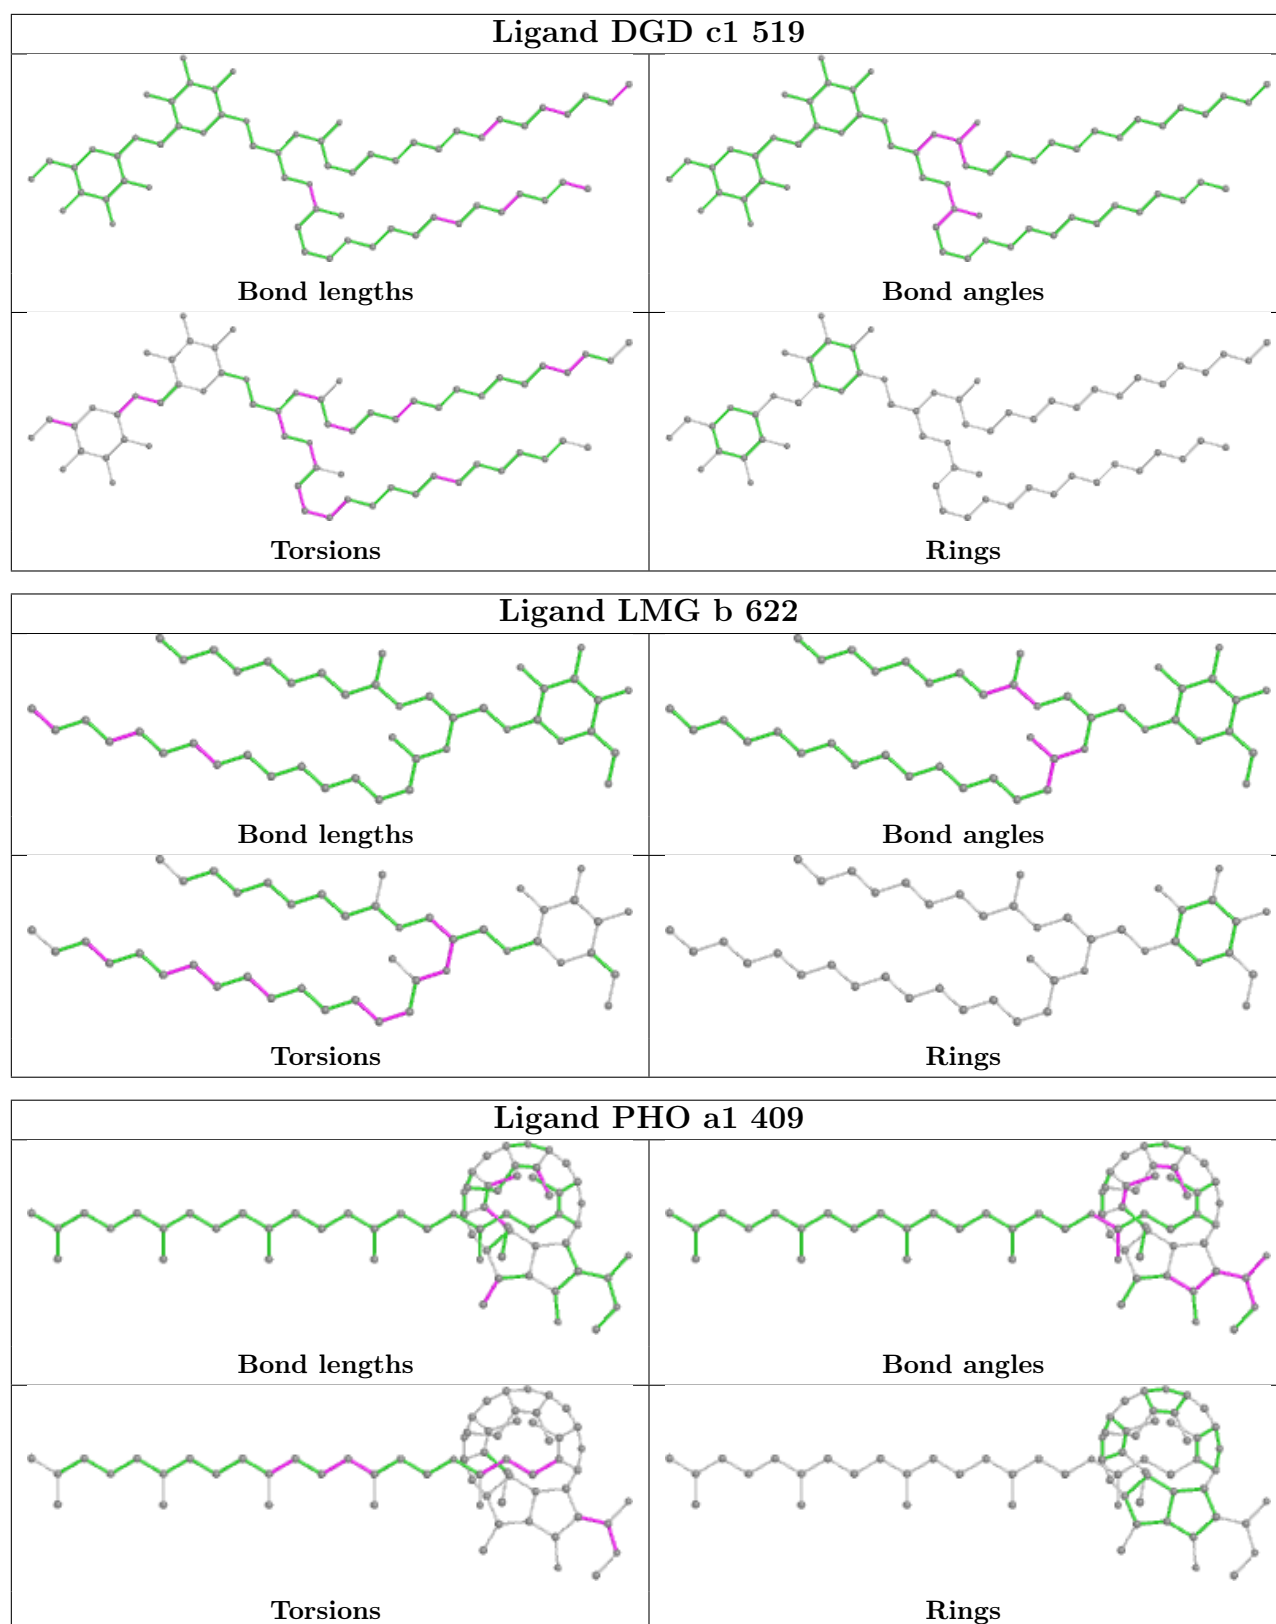 Ligand DGD c1 519
Bond lengths
Bond angles
Torsions
Rings
Ligand LMG b 622
Bond lengths
Bond angles
Torsions
Rings
Ligand PHO a1 409
Bond lengths
Bond angles
Torsions
Rings